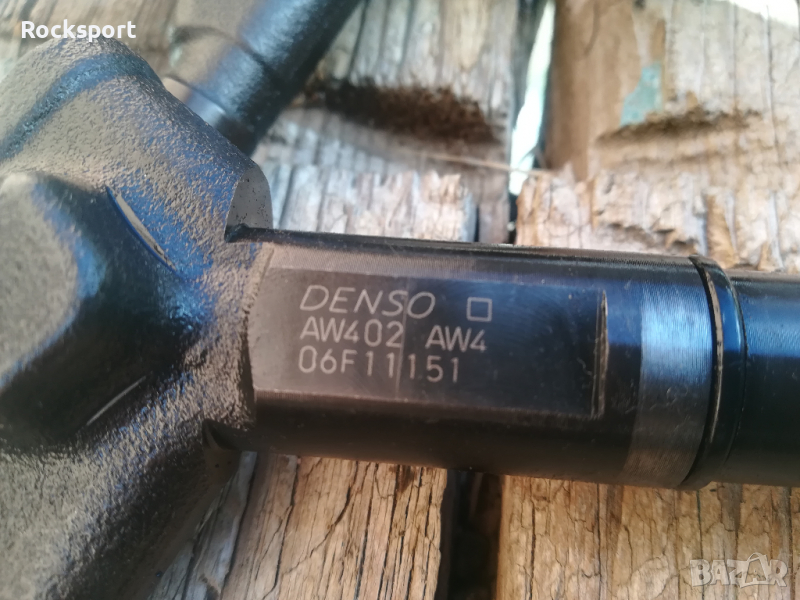 Rocksport
DENSO
AW402 AW4
06F11151
BAZAR